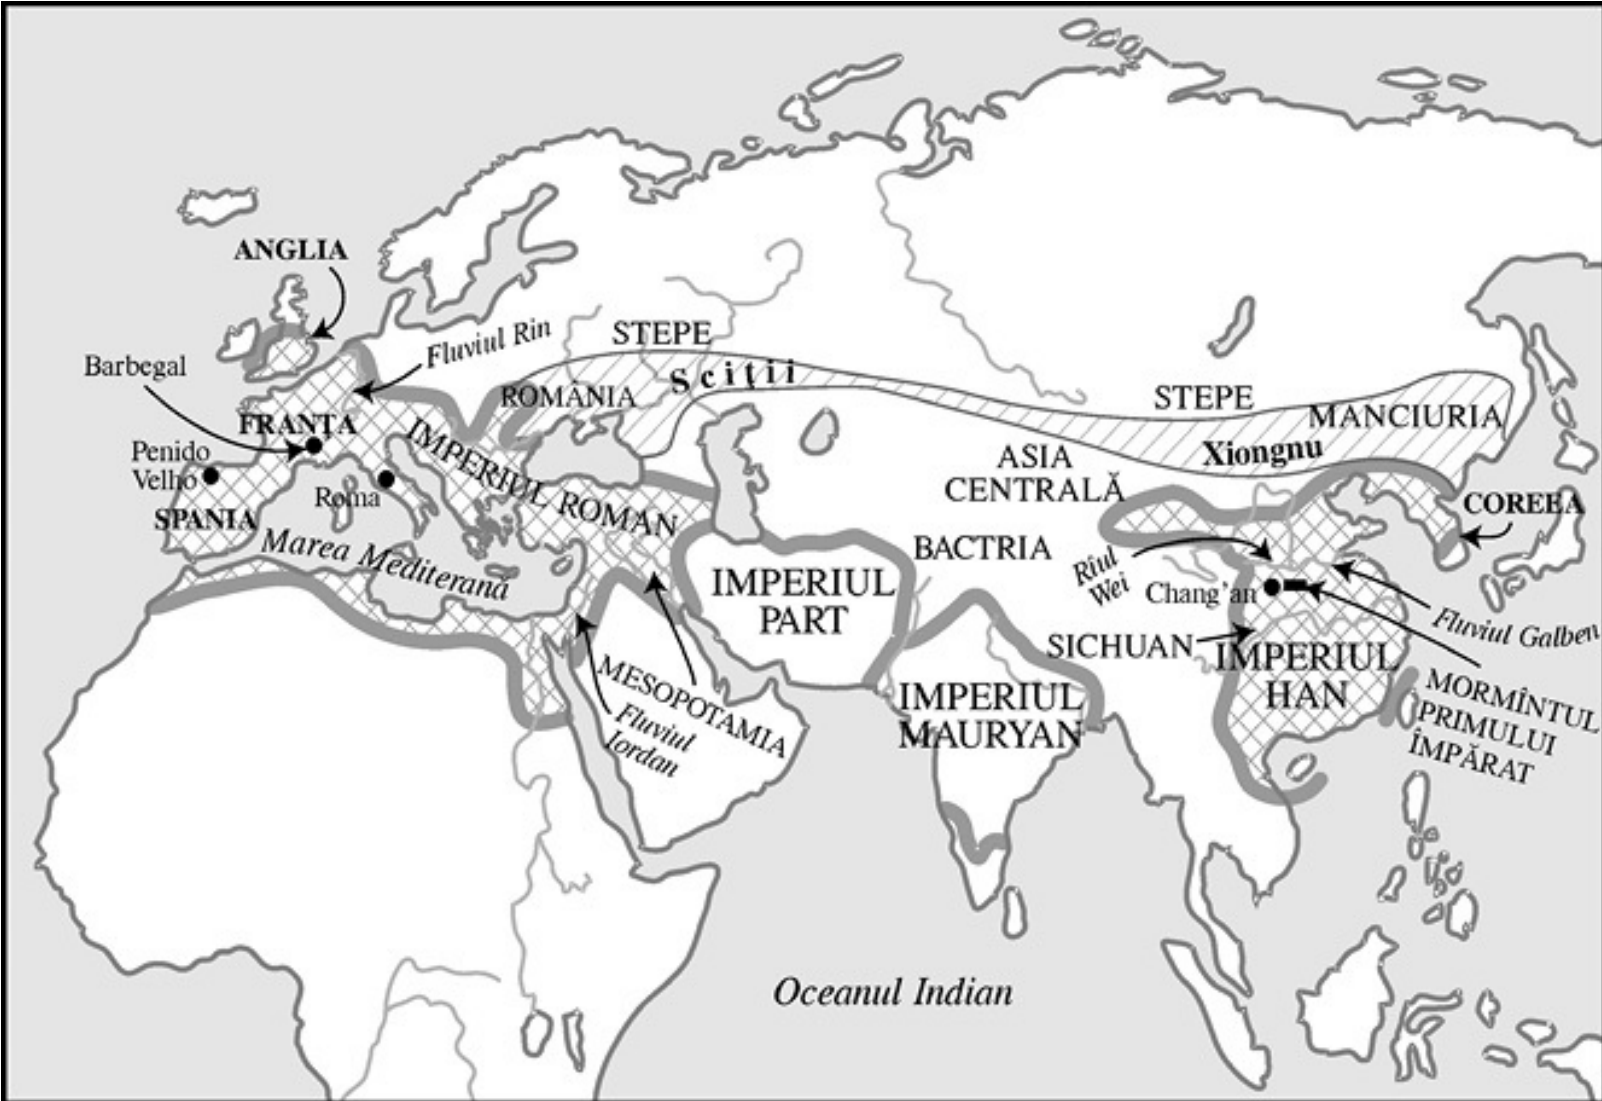 ANGLIA
Fluviul Rin
STEPE
Barbegal
Sciţii
ROMÂNIA
STEPE
MANCIURIA
FRANŢA
IMPERIUL ROMAN
Xiongnu
Penido
Velho
ASIA
CENTRALĂ
Roma
COREEA
SPANIA
Marea Mediterană
BACTRIA
Rîul
Wei
IMPERIUL
PART
Chang’an
Fluviul Galben
SICHUAN
IMPERIUL
HAN
MESOPOTAMIA
IMPERIUL
MAURYAN
MORMÎNTUL
PRIMULUI
ÎMPĂRAT
Fluviul
Iordan
Oceanul Indian